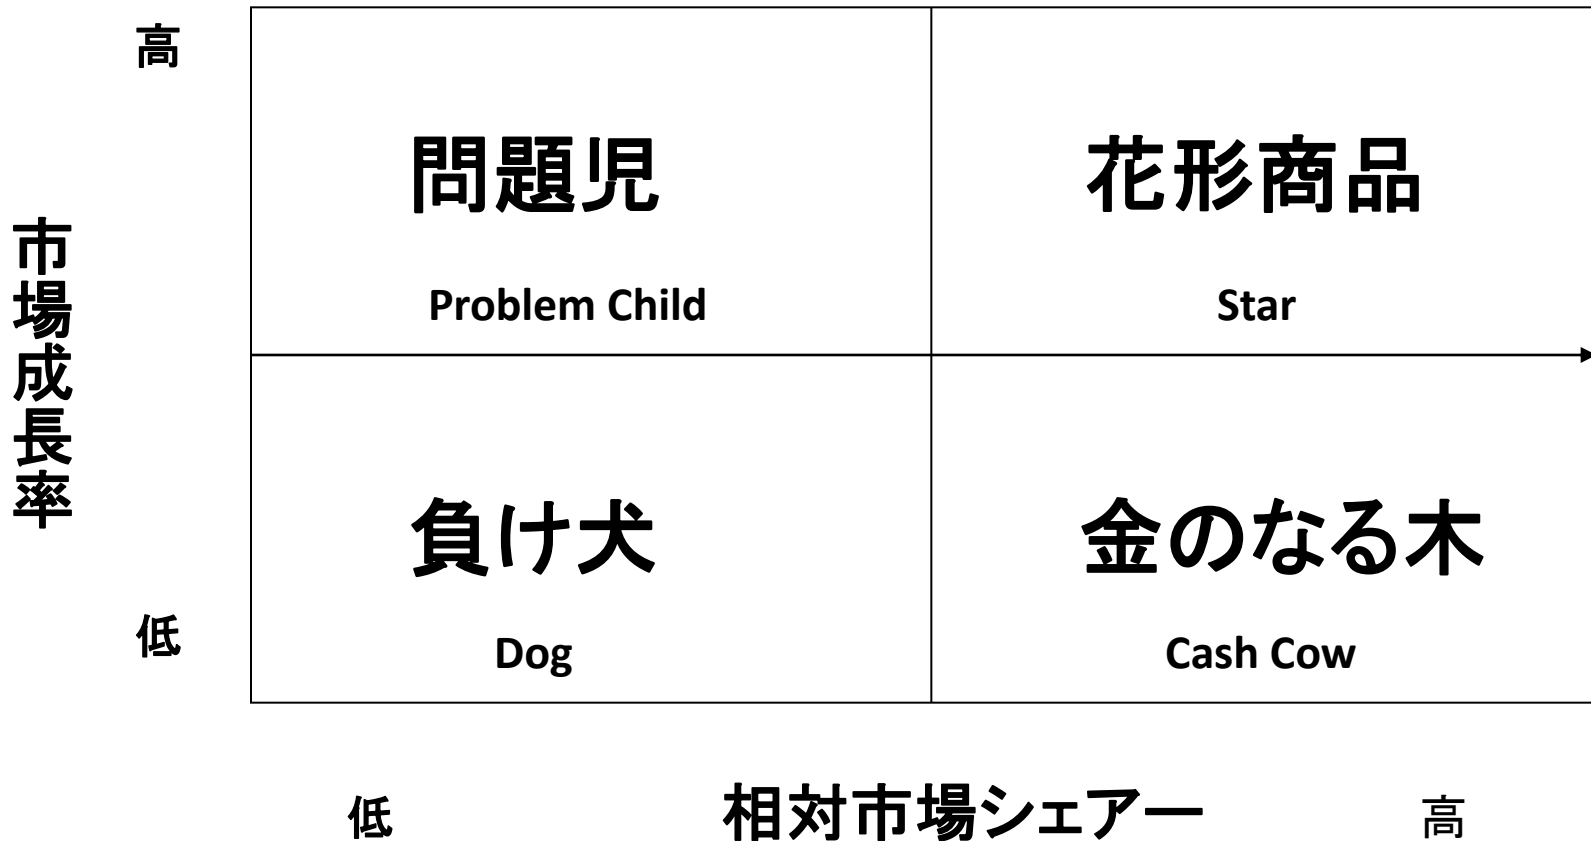 高
問題児
花形商品
Problem Child
Star
市場成長率
負け犬
金のなる木
低
Dog
Cash Cow
低
相対市場シェアー
高